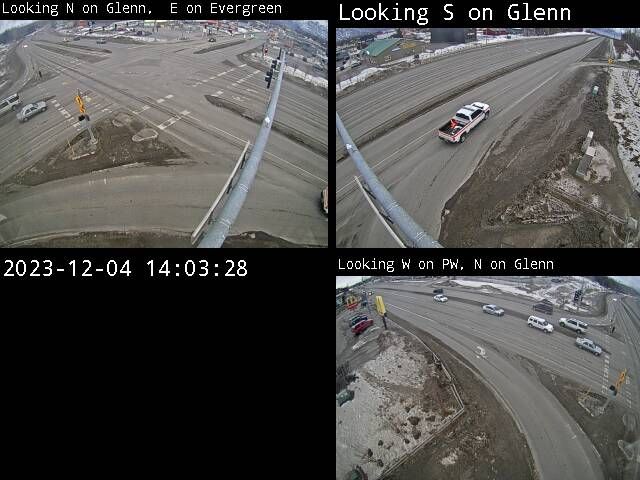 Looking N on Glenn,  E on Evergreen
Looking S on Glenn
2023-12-04 14:03:28
Looking W on PW, N on Glenn